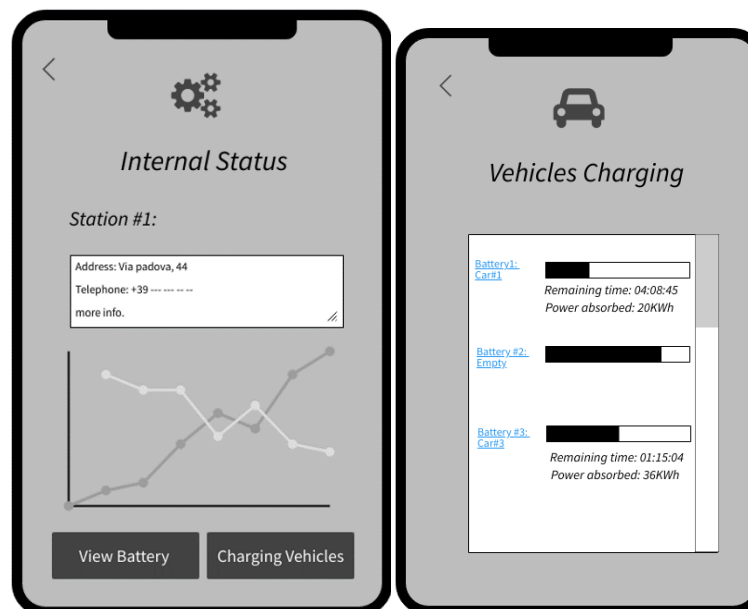 Internal Status
Station #1:
Address: Via padova, 44
Telephone: +39 --- --- -- --
more info.
View Battery
Charging Vehicles
Vehicles Charging
Battery1:
Car#1
Remaining time: 04:08:45
Power absorbed: 20KWh
Battery #2:
Empty
Battery #3:
Car#3
Remaining time: 01:15:04
Power absorbed: 36KWh